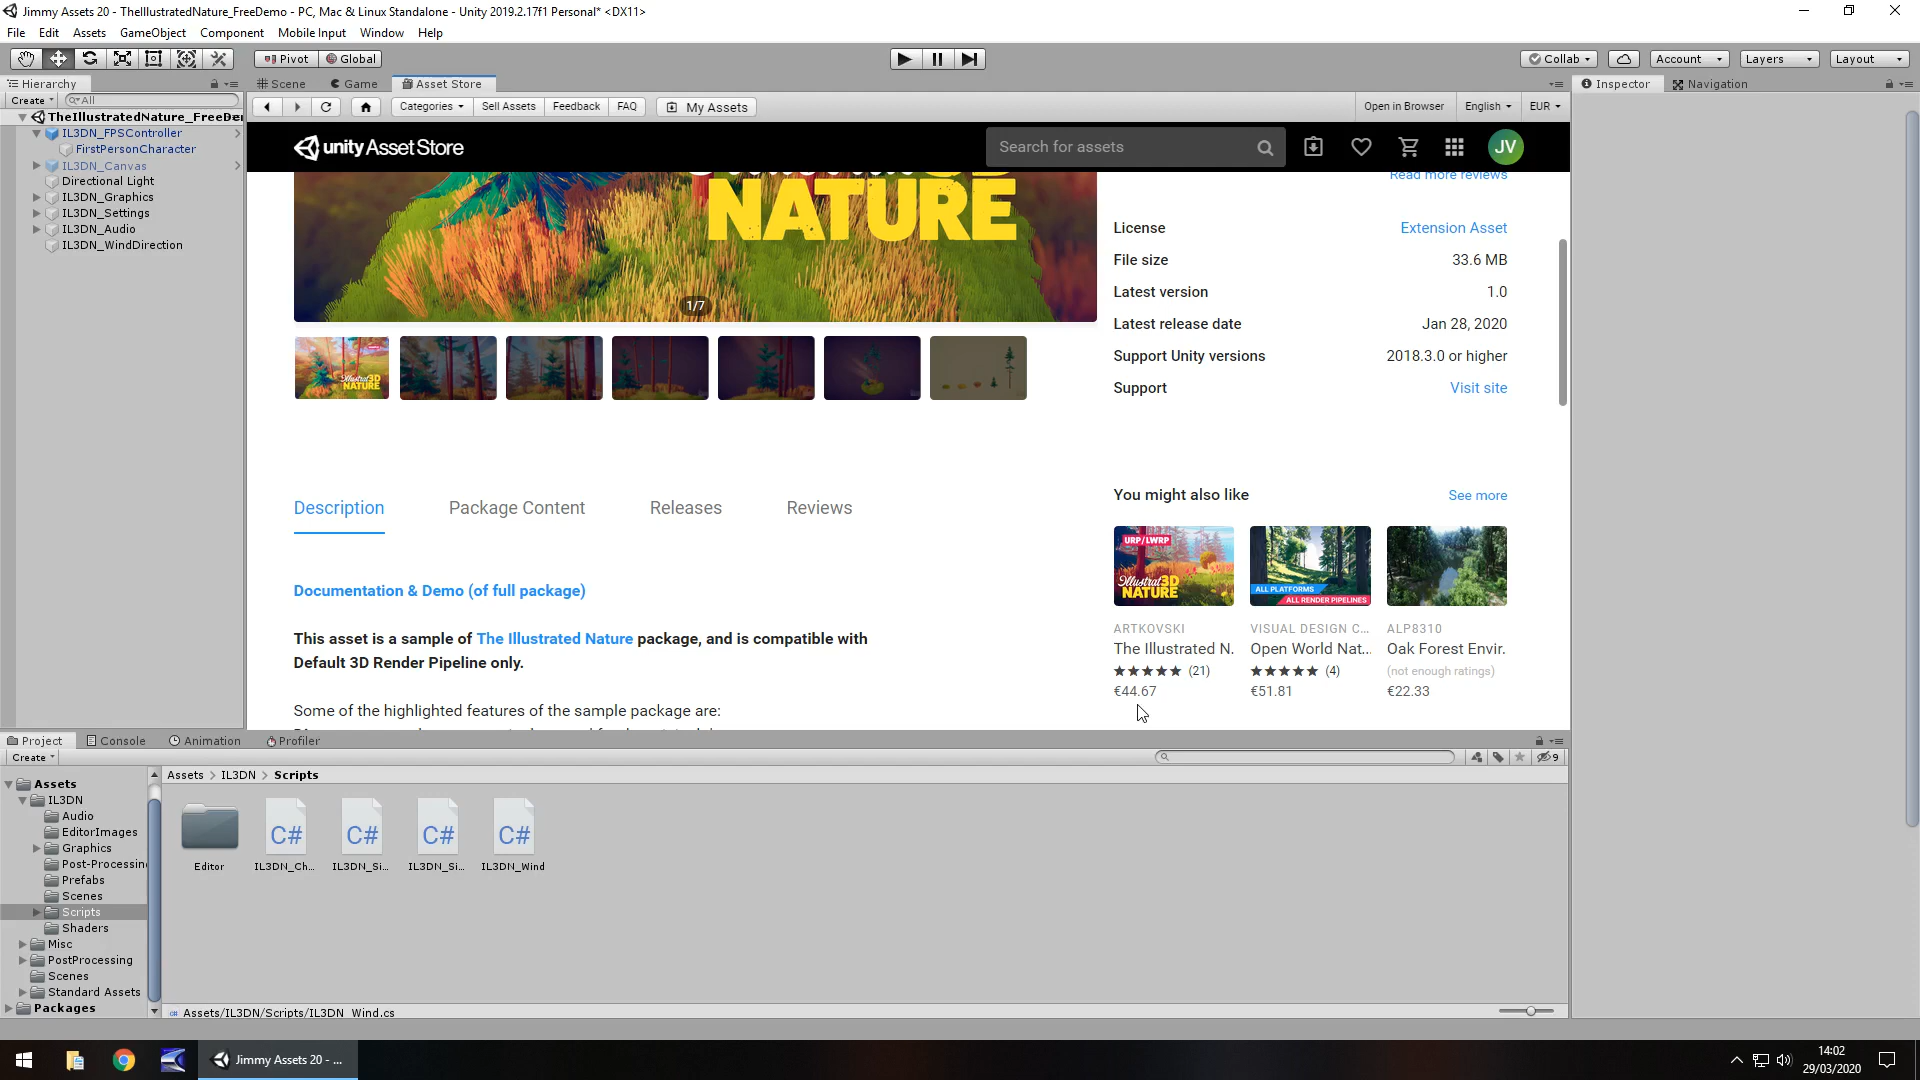 Jimmy Assets 20 - TheIllustratedNature_FreeDemo - PC, Mac & Linux Standalone - Unity 2019.2.17f1 Personal* <DX11>
File Edit Assets GameObject Component Mobile Input Window Help
Pivot Global Collab Account Layers Layout
Hierarchy Scene Game Asset Store Inspector Navigation
Create All Categories Sell Assets Feedback FAQ My Assets Open in Browser English EUR
TheIllustratedNature_FreeDe
IL3DN_FPSController
FirstPersonCharacter
IL3DN_Canvas
Directional Light
IL3DN_Graphics
IL3DN_Settings
IL3DN_Audio
IL3DN_WindDirection
unity Asset Store Search for assets JV
NATURE
1/7
Read more reviews
License Extension Asset
File size 33.6 MB
Latest version 1.0
Latest release date Jan 28, 2020
Support Unity versions 2018.3.0 or higher
Support Visit site
Illustrat3D
NATURE
Description Package Content Releases Reviews
Documentation & Demo (of full package)
This asset is a sample of The Illustrated Nature package, and is compatible with
Default 3D Render Pipeline only.
Some of the highlighted features of the sample package are:
You might also like See more
URP/LWRP
Illustrat3D
NATURE
ALL PLATFORMS
ALL RENDER PIPELINES
ARTKOVSKI VISUAL DESIGN C... ALP8310
The Illustrated N. Open World Nat... Oak Forest Envir.
(21) (4) (not enough ratings)
€44.67 €51.81 €22.33
Project Console Animation Profiler
Create 9
Assets
IL3DN
Audio
EditorImages
Graphics
Post-Processin
Prefabs
Scenes
Scripts
Shaders
Misc
PostProcessing
Scenes
Standard Assets
Packages
Assets > IL3DN > Scripts
C# C# C# C#
Editor IL3DN_Ch... IL3DN_Si... IL3DN_Si... IL3DN_Wind
Assets/IL3DN/Scripts/IL3DN_Wind.cs
Jimmy Assets 20 - ...
14:02
29/03/2020